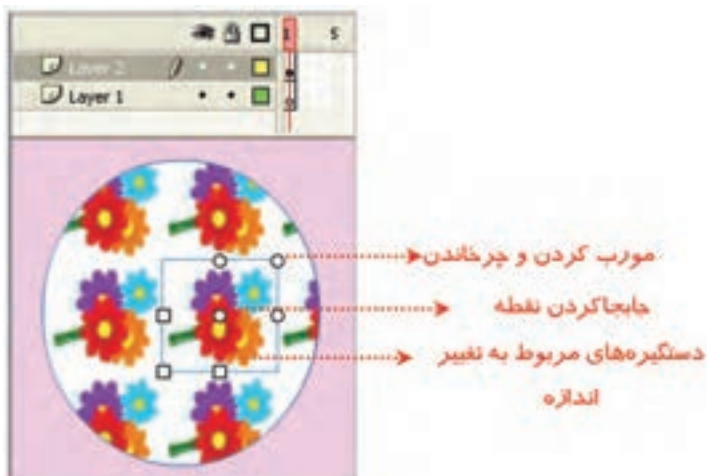 1 5
Layer 2
Layer 1
مورب کردن و چرخاندن
جابجاکردن نقطه
دستگیره‌های مربوط به تغییر
اندازه